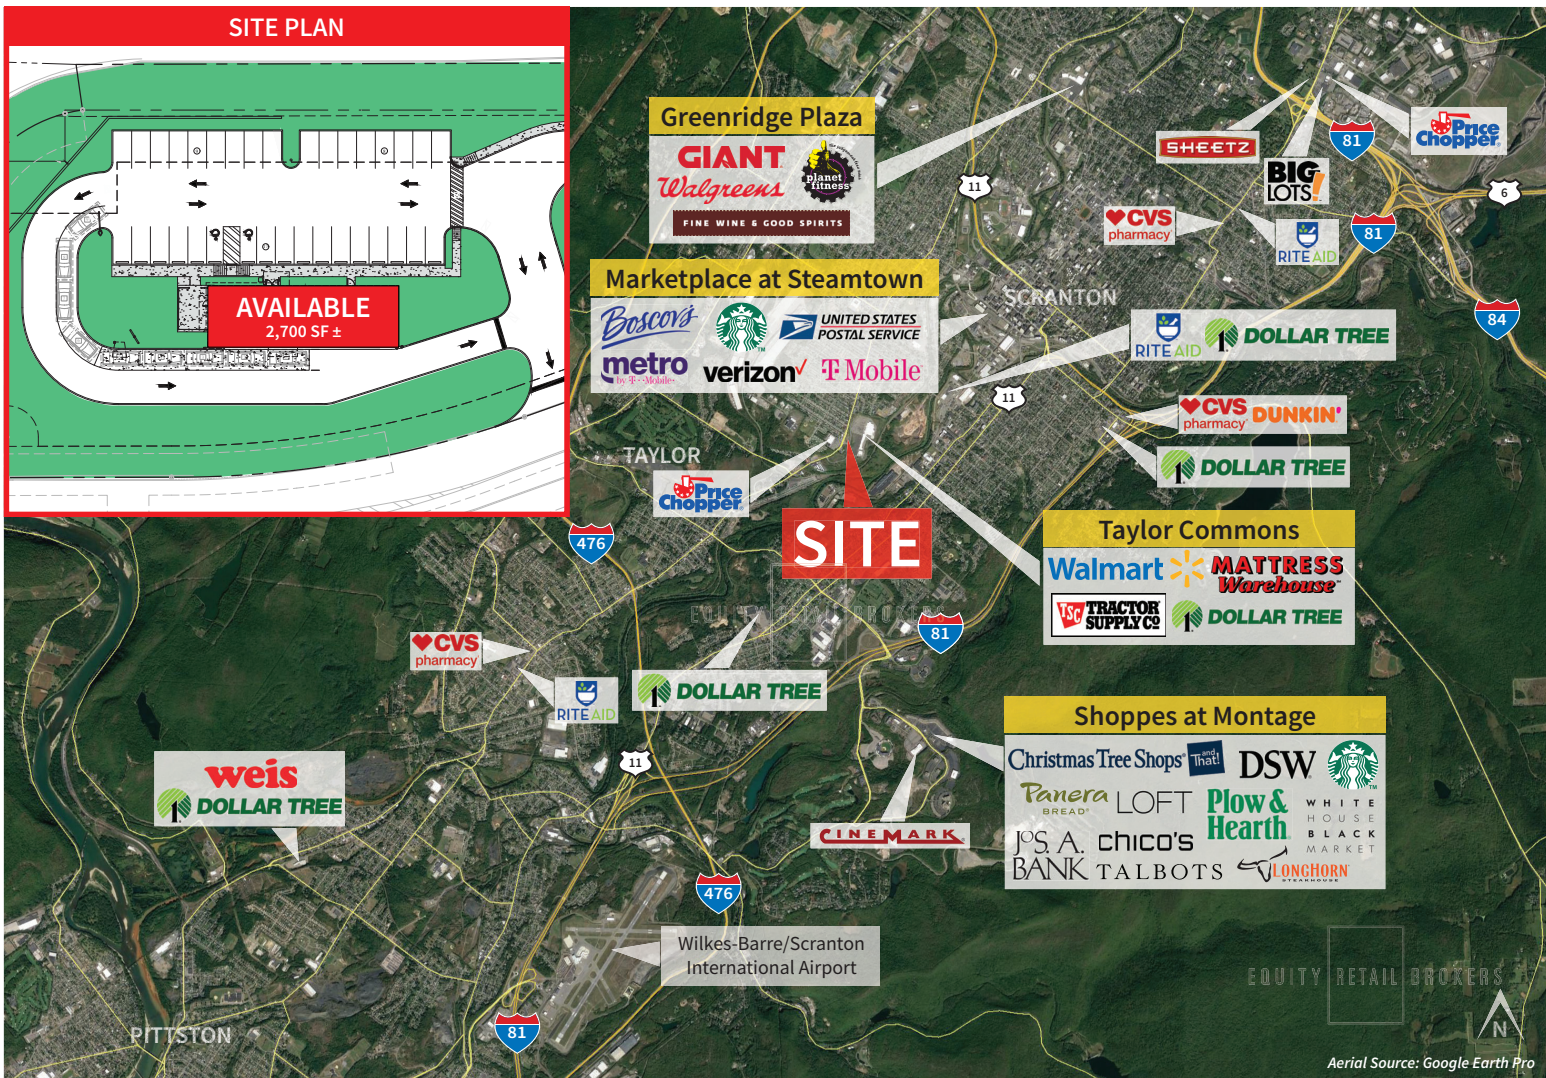 SITE PLAN
AVAILABLE
2,700 SF ±
Greenridge Plaza
GIANT
Walgreens
planet
fitness
FINE WINE & GOOD SPIRITS
Marketplace at Steamtown
Boscov's
UNITED STATES
POSTAL SERVICE
metro
by T-Mobile
verizon
T Mobile
SHEETZ
BIG
LOTS!
81
Price
Chopper
6
11
CVS
pharmacy
RITE AID
81
84
SCRANTON
RITE AID
DOLLAR TREE
11
CVS
pharmacy
DUNKIN'
DOLLAR TREE
TAYLOR
Price
Chopper
SITE
476
Taylor Commons
Walmart
MATTRESS
Warehouse
TSC
TRACTOR
SUPPLY CO
1
DOLLAR TREE
81
CVS
pharmacy
RITE AID
1
DOLLAR TREE
11
Shoppes at Montage
Christmas Tree Shops
and
That!
DSW
Panera
BREAD
LOFT
Plow &
Hearth
WHITE
HOUSE
BLACK
MARKET
JOS. A.
BANK
chico's
TALBOTS
LONGHORN
STEAKHOUSE
CINEMARK
weis
1
DOLLAR TREE
476
Wilkes-Barre/Scranton
International Airport
81
PITTSTON
EQUITY RETAIL BROKERS
N
Aerial Source: Google Earth Pro